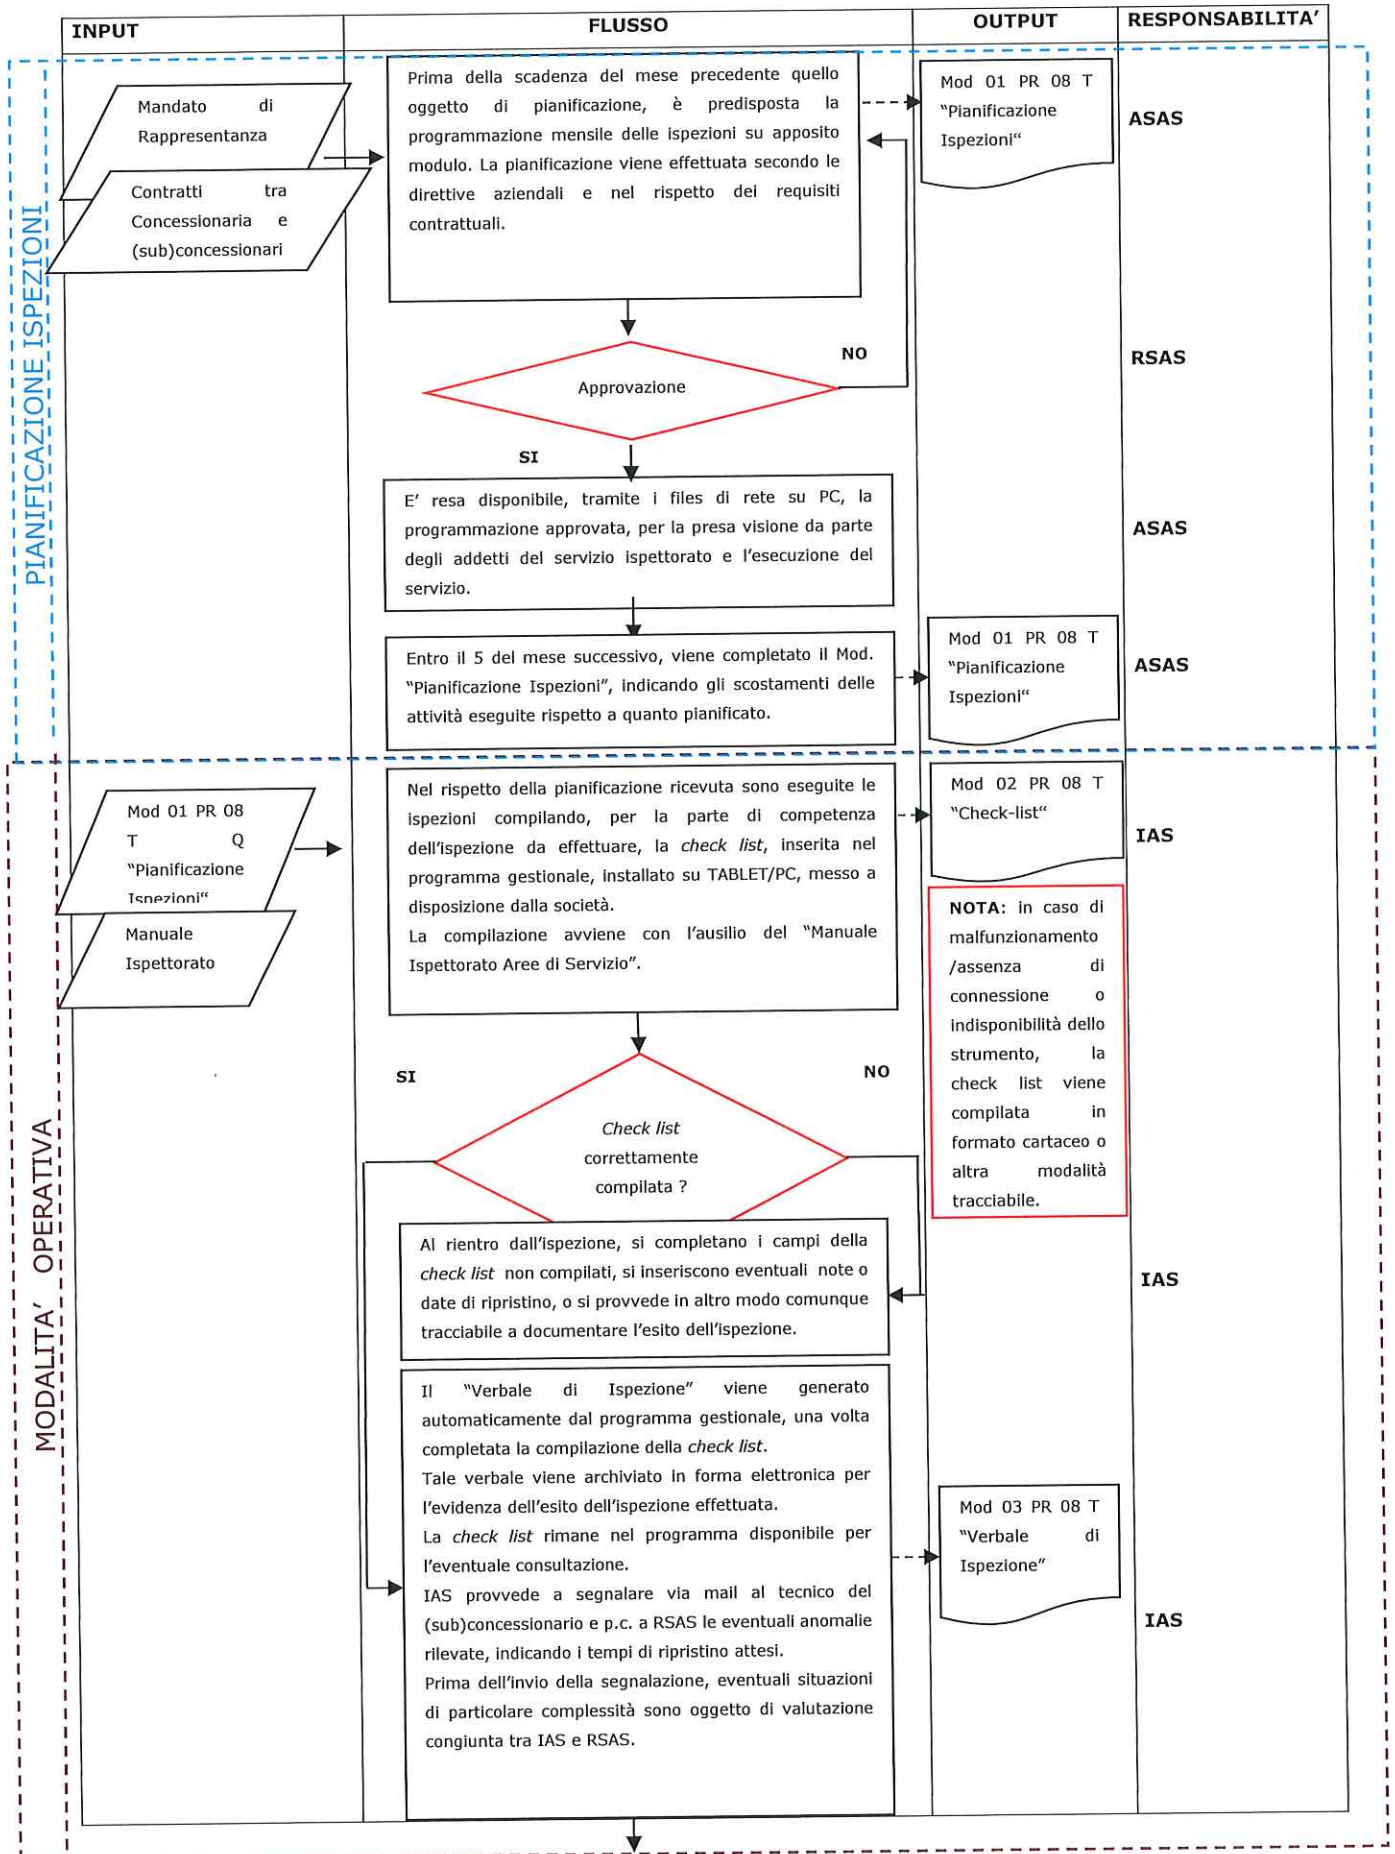 INPUT
FLUSSO
OUTPUT
RESPONSABILITA’
PIANIFICAZIONE ISPEZIONI
Mandato di
Rappresentanza
Contratti tra
Concessionaria e
(sub)concessionari
Prima della scadenza del mese precedente quello
oggetto di pianificazione, è predisposta la
programmazione mensile delle ispezioni su apposito
modulo. La pianificazione viene effettuata secondo le
direttive aziendali e nel rispetto dei requisiti
contrattuali.
Mod 01 PR 08 T
“Pianificazione
Ispezioni“
ASAS
Approvazione
NO
SI
RSAS
E’ resa disponibile, tramite i files di rete su PC, la
programmazione approvata, per la presa visione da parte
degli addetti del servizio ispettorato e l’esecuzione del
servizio.
ASAS
Entro il 5 del mese successivo, viene completato il Mod.
“Pianificazione Ispezioni”, indicando gli scostamenti delle
attività eseguite rispetto a quanto pianificato.
Mod 01 PR 08 T
“Pianificazione
Ispezioni“
ASAS
MODALITA’ OPERATIVA
Mod 01 PR 08
T Q
“Pianificazione
Ispezioni“
Manuale
Ispettorato
Nel rispetto della pianificazione ricevuta sono eseguite le
ispezioni compilando, per la parte di competenza
dell’ispezione da effettuare, la check list, inserita nel
programma gestionale, installato su TABLET/PC, messo a
disposizione dalla società.
La compilazione avviene con l’ausilio del “Manuale
Ispettorato Aree di Servizio”.
Mod 02 PR 08 T
“Check-list“
IAS
NOTA: in caso di
malfunzionamento
/assenza di
connessione o
indisponibilità dello
strumento, la
check list viene
compilata in
formato cartaceo o
altra modalità
tracciabile.
SI
NO
Check list
correttamente
compilata ?
Al rientro dall’ispezione, si completano i campi della
check list non compilati, si inseriscono eventuali note o
date di ripristino, o si provvede in altro modo comunque
tracciabile a documentare l’esito dell’ispezione.
IAS
Il “Verbale di Ispezione” viene generato
automaticamente dal programma gestionale, una volta
completata la compilazione della check list.
Tale verbale viene archiviato in forma elettronica per
l’evidenza dell’esito dell’ispezione effettuata.
La check list rimane nel programma disponibile per
l’eventuale consultazione.
IAS provvede a segnalare via mail al tecnico del
(sub)concessionario e p.c. a RSAS le eventuali anomalie
rilevate, indicando i tempi di ripristino attesi.
Prima dell’invio della segnalazione, eventuali situazioni
di particolare complessità sono oggetto di valutazione
congiunta tra IAS e RSAS.
Mod 03 PR 08 T
“Verbale di
Ispezione”
IAS